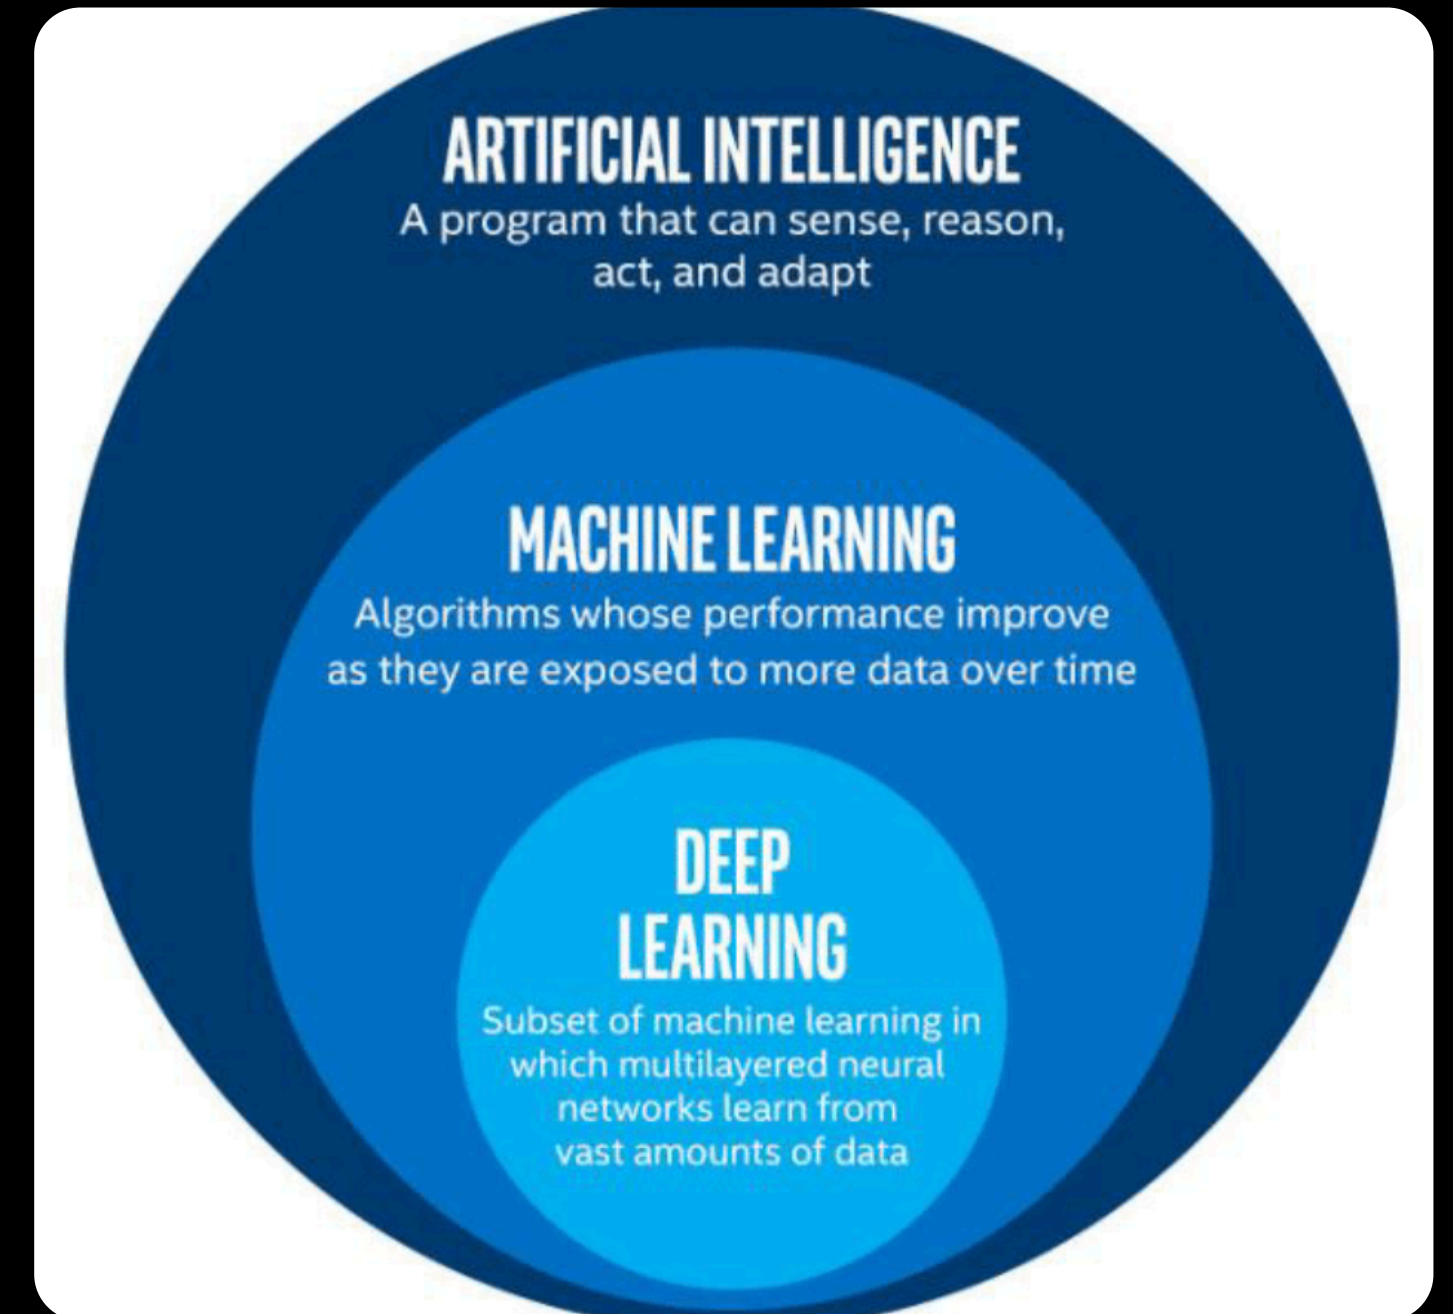 ARTIFICIAL INTELLIGENCE
A program that can sense, reason,
act, and adapt
MACHINE LEARNING
Algorithms whose performance improve
as they are exposed to more data over time
DEEP
LEARNING
Subset of machine learning in
which multilayered neural
networks learn from
vast amounts of data